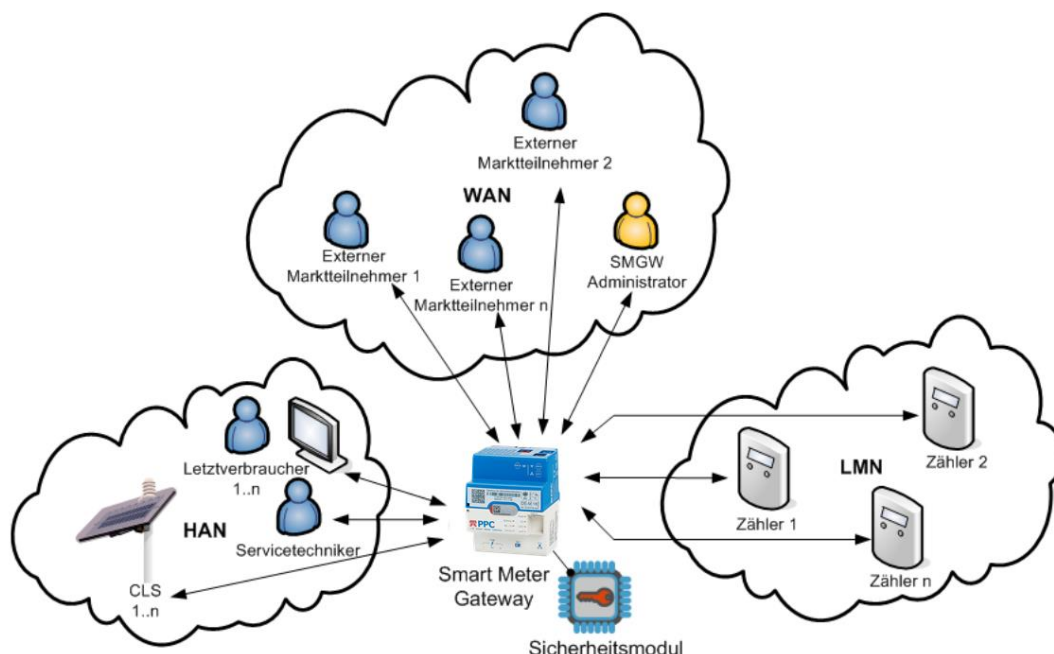 Externer
Marktteilnehmer 2
WAN
Externer
Marktteilnehmer 1
Externer
Marktteilnehmer n
SMGW
Administrator
Letztverbraucher
1..n
HAN
Servicetechniker
CLS
1..n
PPC
Smart Meter
Gateway
Sicherheitsmodul
LMN
Zähler 2
Zähler 1
Zähler n